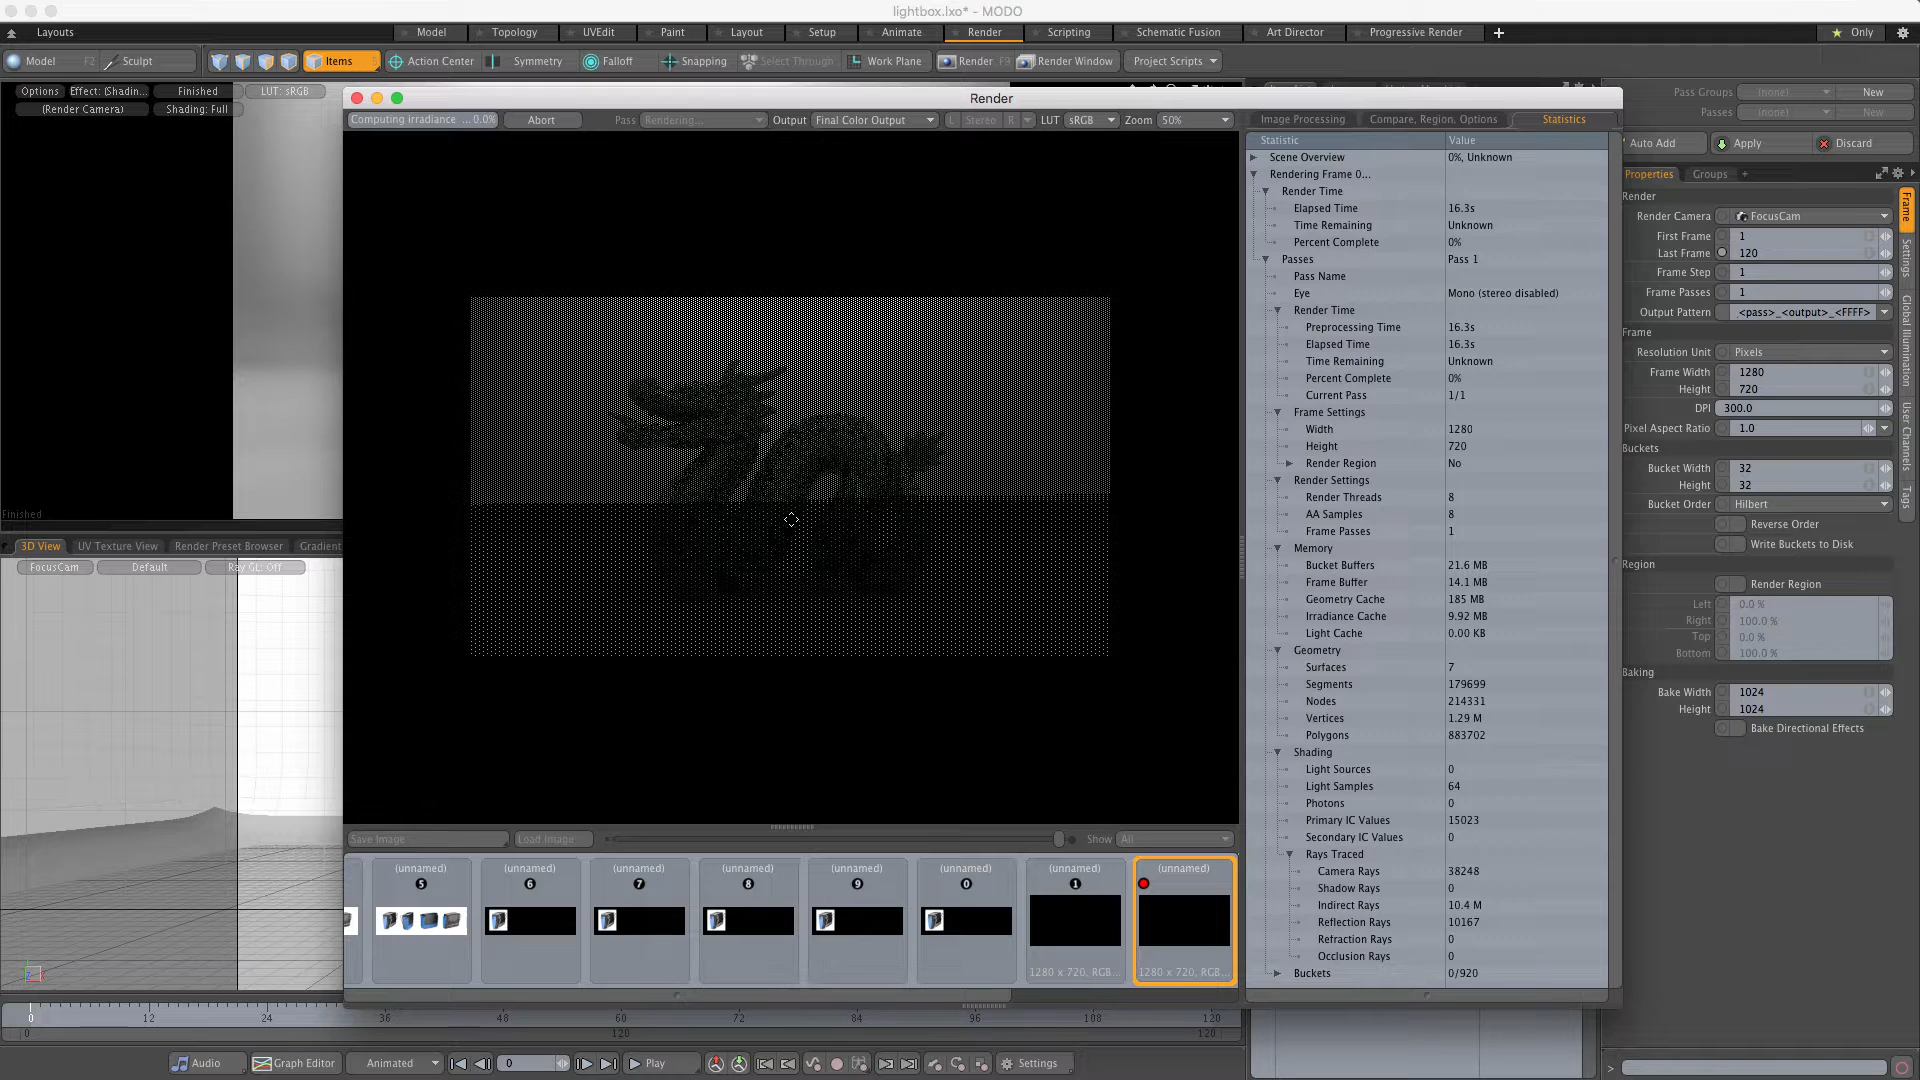 lightbox.lxo* - MODO
Layouts
Model
Topology
UVEdit
Paint
Layout
Setup
Animate
Render
Scripting
Schematic Fusion
Art Director
Progressive Render
Only
Model F2
Sculpt
Items 5
Action Center
Symmetry
Falloff
Snapping
Select Through
Work Plane
Render F9
Render Window
Project Scripts
Options
Effect: (Shadin...
Finished
LUT: sRGB
(Render Camera)
Shading: Full
Finished
Render
Computing irradiance ... 0.0%
Abort
Pass
Rendering...
Output
Final Color Output
L
Stereo
R
LUT
sRGB
Zoom
50%
Image Processing
Compare, Region, Options
Statistics
Statistic Value
Scene Overview 0%, Unknown
Rendering Frame 0...
Render Time
Elapsed Time 16.3s
Time Remaining Unknown
Percent Complete 0%
Passes Pass 1
Pass Name
Eye Mono (stereo disabled)
Render Time
Preprocessing Time 16.3s
Elapsed Time 16.3s
Time Remaining Unknown
Percent Complete 0%
Current Pass 1/1
Frame Settings
Width 1280
Height 720
Render Region No
Render Settings
Render Threads 8
AA Samples 8
Frame Passes 1
Memory
Bucket Buffers 21.6 MB
Frame Buffer 14.1 MB
Geometry Cache 185 MB
Irradiance Cache 9.92 MB
Light Cache 0.00 KB
Geometry
Surfaces 7
Segments 179699
Nodes 214331
Vertices 1.29 M
Polygons 883702
Shading
Light Sources 0
Light Samples 64
Photons 0
Primary IC Values 15023
Secondary IC Values 0
Rays Traced
Camera Rays 38248
Shadow Rays 0
Indirect Rays 10.4 M
Reflection Rays 10167
Refraction Rays 0
Occlusion Rays 0
Buckets 0/920
Pass Groups (none) New
Passes (none) New
Auto Add
Apply
Discard
Properties
Groups
+
Render
Render Camera FocusCam
First Frame 1
Last Frame 120
Frame Step 1
Frame Passes 1
Output Pattern _<pass>_<output>_<FFFF>
Frame
Resolution Unit Pixels
Frame Width 1280
Height 720
DPI 300.0
Pixel Aspect Ratio 1.0
Buckets
Bucket Width 32
Height 32
Bucket Order Hilbert
Reverse Order
Write Buckets to Disk
Region
Render Region
Left 0.0 %
Right 100.0 %
Top 0.0 %
Bottom 100.0 %
Baking
Bake Width 1024
Height 1024
Bake Directional Effects
Frame
Settings
Global Illumination
User Channels
Tags
3D View
UV Texture View
Render Preset Browser
Gradient
FocusCam
Default
Ray GL: Off
Save Image
Load Image
Show
All
(unnamed)
5
(unnamed)
6
(unnamed)
7
(unnamed)
8
(unnamed)
9
(unnamed)
0
(unnamed)
1
1280 x 720, RGB...
(unnamed)
1280 x 720, RGB...
0 12 24 36 48 60 72 84 96 108 120
0 120 120
Audio
Graph Editor
Animated
0
Play
Settings
>